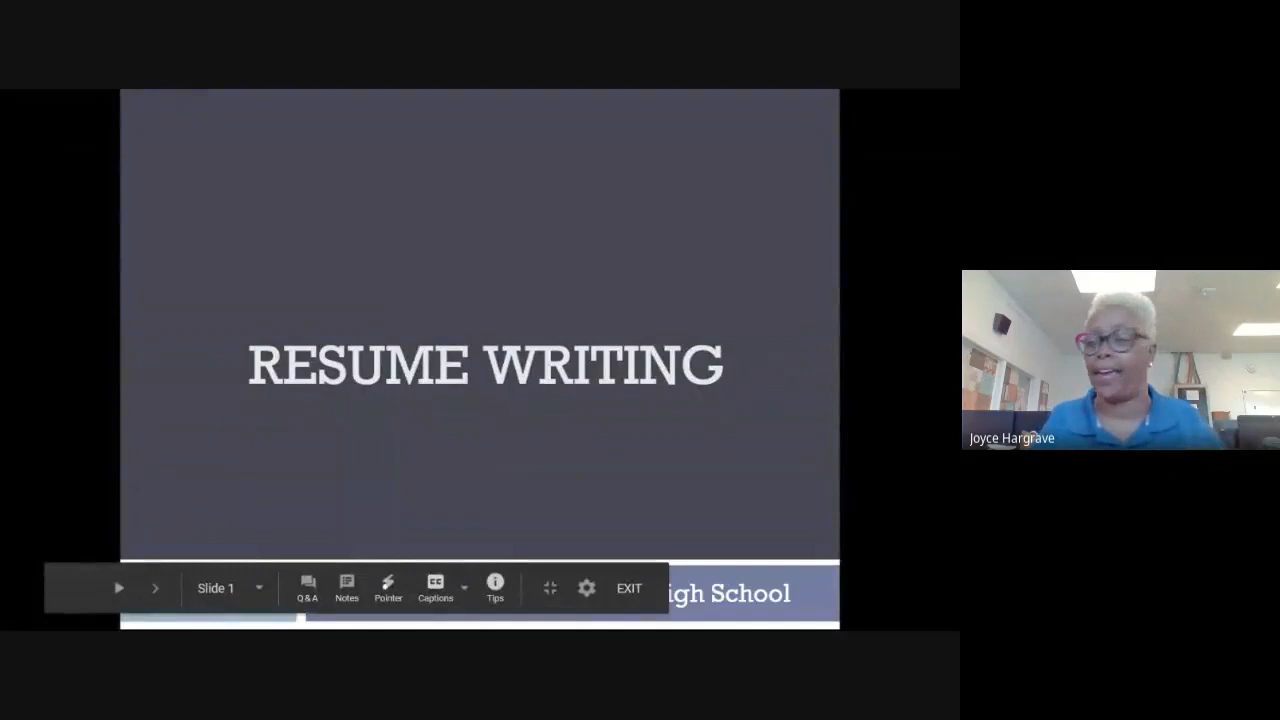 RESUME WRITING
igh School
Slide 1
Q&A
Notes
Pointer
Captions
Tips
EXIT
Joyce Hargrave